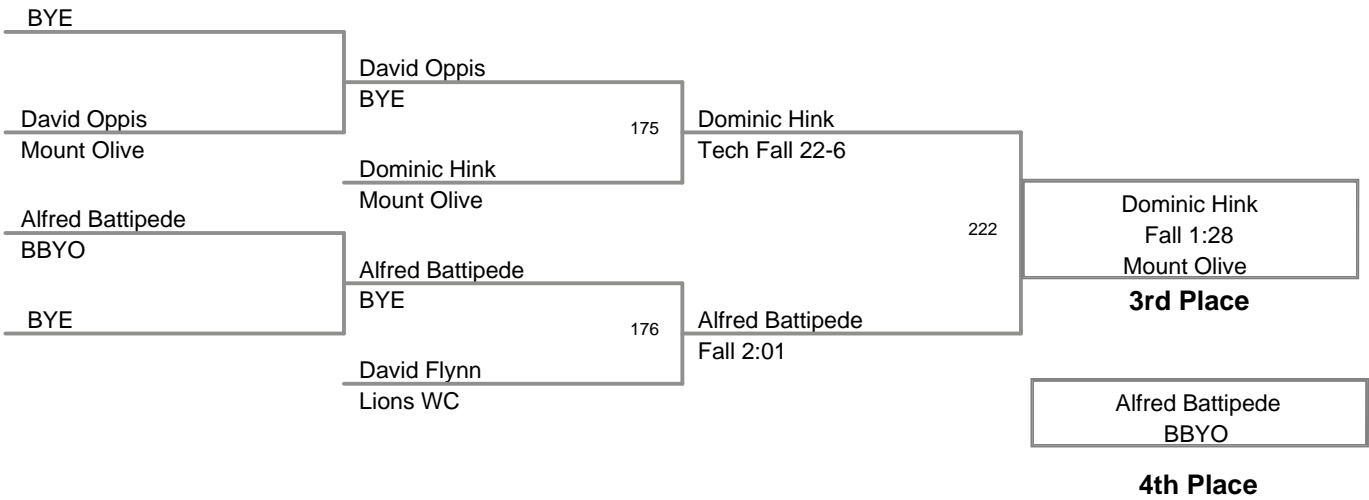 BYE
David Oppis
BYE
David Oppis
Mount Olive
175
Dominic Hink
Tech Fall 22-6
Dominic Hink
Mount Olive
Alfred Battipede
BBYO
222
Dominic Hink
Fall 1:28
Mount Olive
3rd Place
Alfred Battipede
BYE
BYE
176
Alfred Battipede
Fall 2:01
David Flynn
Lions WC
Alfred Battipede
BBYO
4th Place